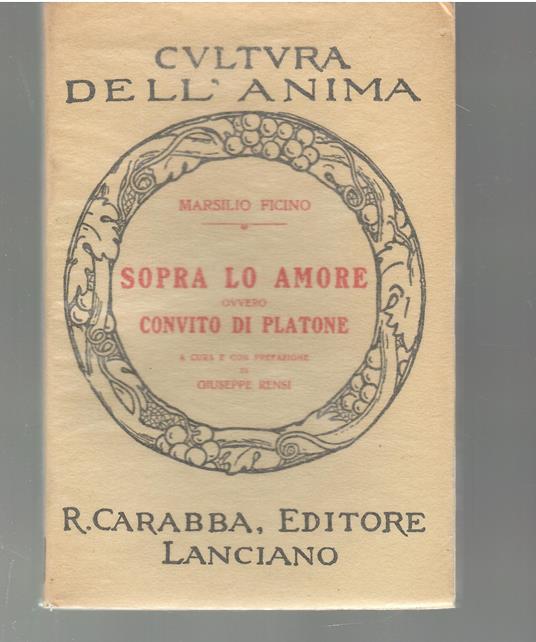 CVLTVRA
DELL'ANIMA
MARSILIO FICINO
SOPRA LO AMORE
OVVERO
CONVITO DI PLATONE
A CURA E CON PREFAZIONE
DI
GIUSEPPE RENSI
R. CARABBA, EDITORE
LANCIANO